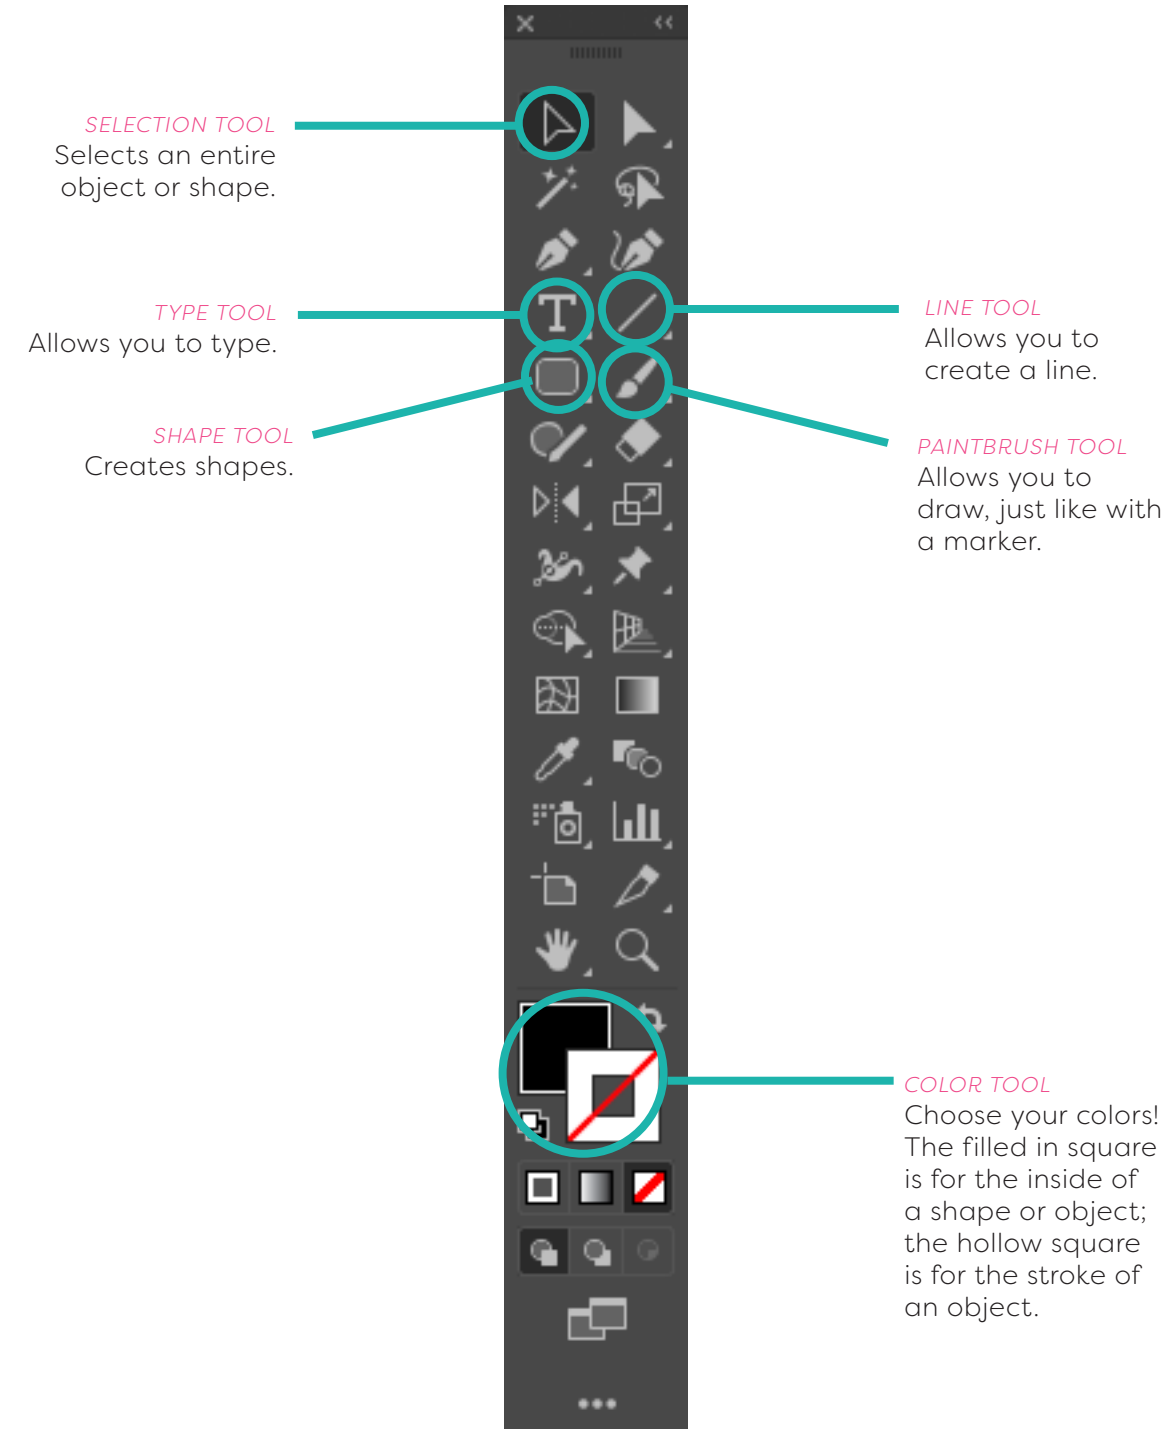 SELECTION TOOL
Selects an entire
object or shape.
TYPE TOOL
Allows you to type.
SHAPE TOOL
Creates shapes.
LINE TOOL
Allows you to
create a line.
PAINTBRUSH TOOL
Allows you to
draw, just like with
a marker.
COLOR TOOL
Choose your colors!
The filled in square
is for the inside of
a shape or object;
the hollow square
is for the stroke of
an object.